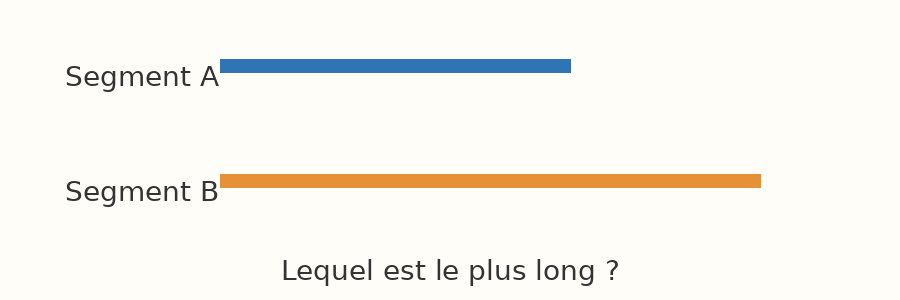 Segment A
Segment B
Lequel est le plus long ?